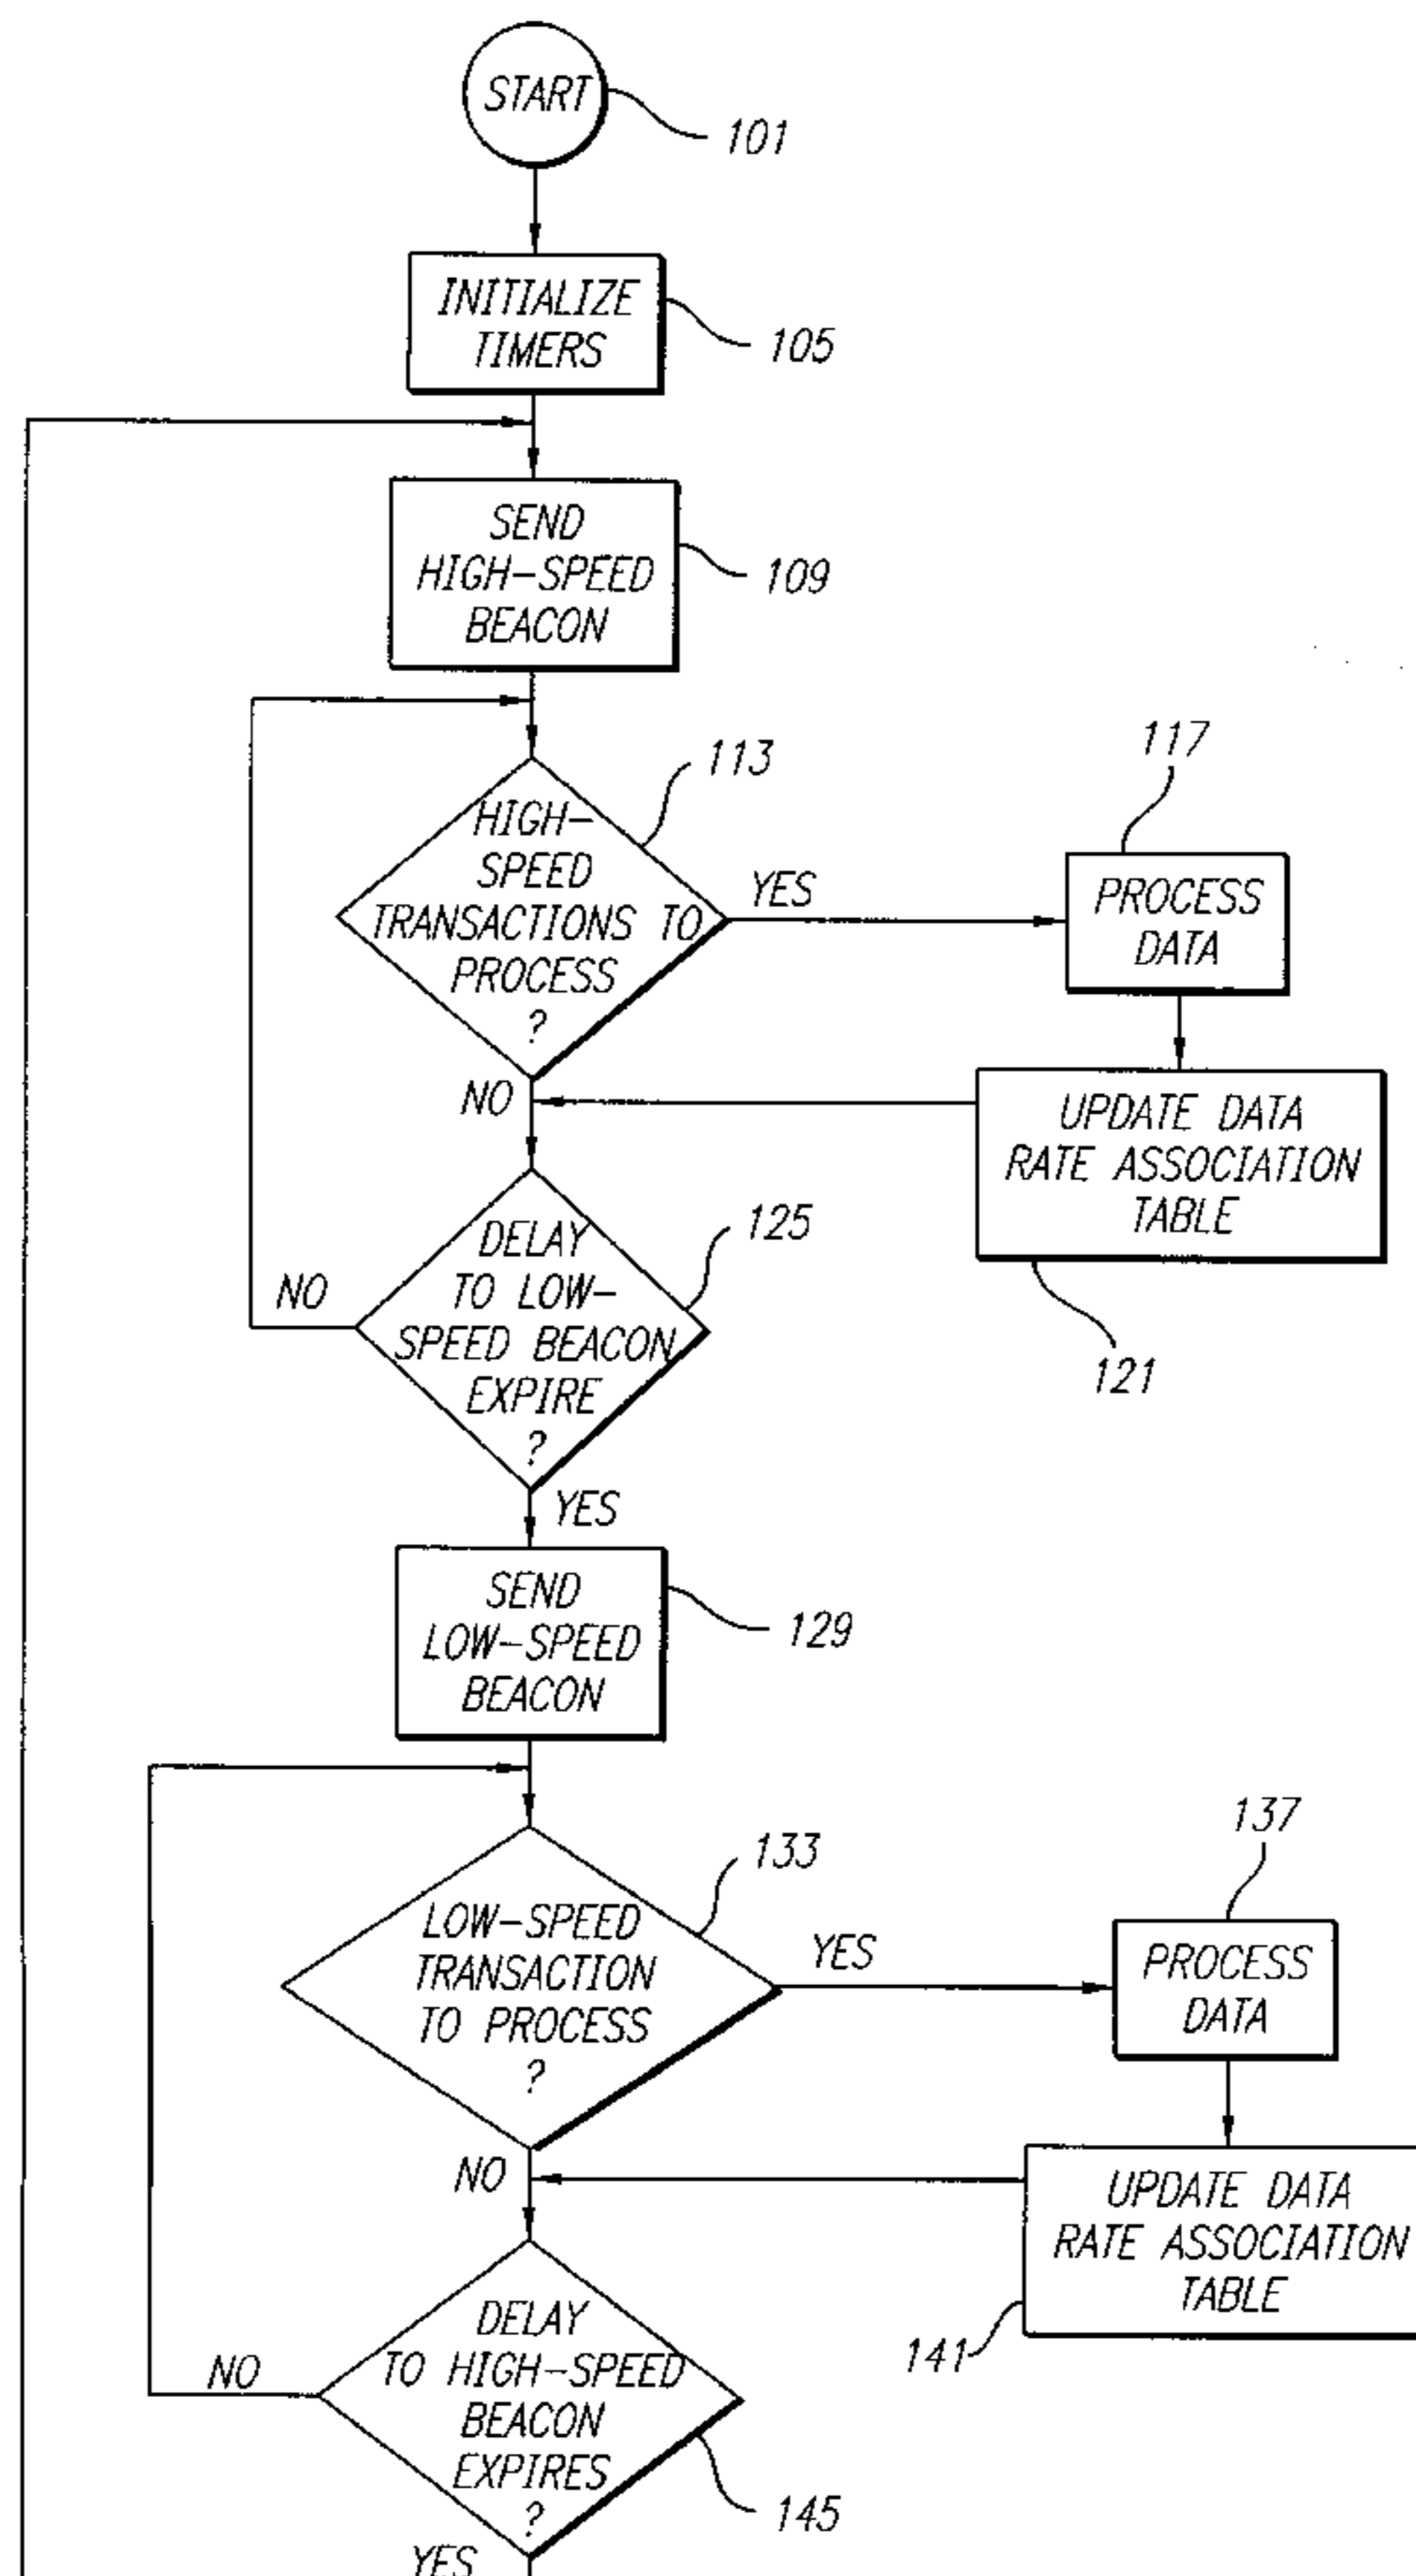 START
101
INITIALIZE
TIMERS
105
SEND
HIGH-SPEED
BEACON
109
113
HIGH-
SPEED
TRANSACTIONS TO
PROCESS
?
YES
117
PROCESS
DATA
NO
UPDATE DATA
RATE ASSOCIATION
TABLE
121
125
DELAY
TO LOW-
SPEED BEACON
EXPIRE
?
NO
YES
SEND
LOW-SPEED
BEACON
129
133
LOW-SPEED
TRANSACTION
TO PROCESS
?
YES
137
PROCESS
DATA
NO
UPDATE DATA
RATE ASSOCIATION
TABLE
141
DELAY
TO HIGH-SPEED
BEACON
EXPIRES
?
NO
145
YES